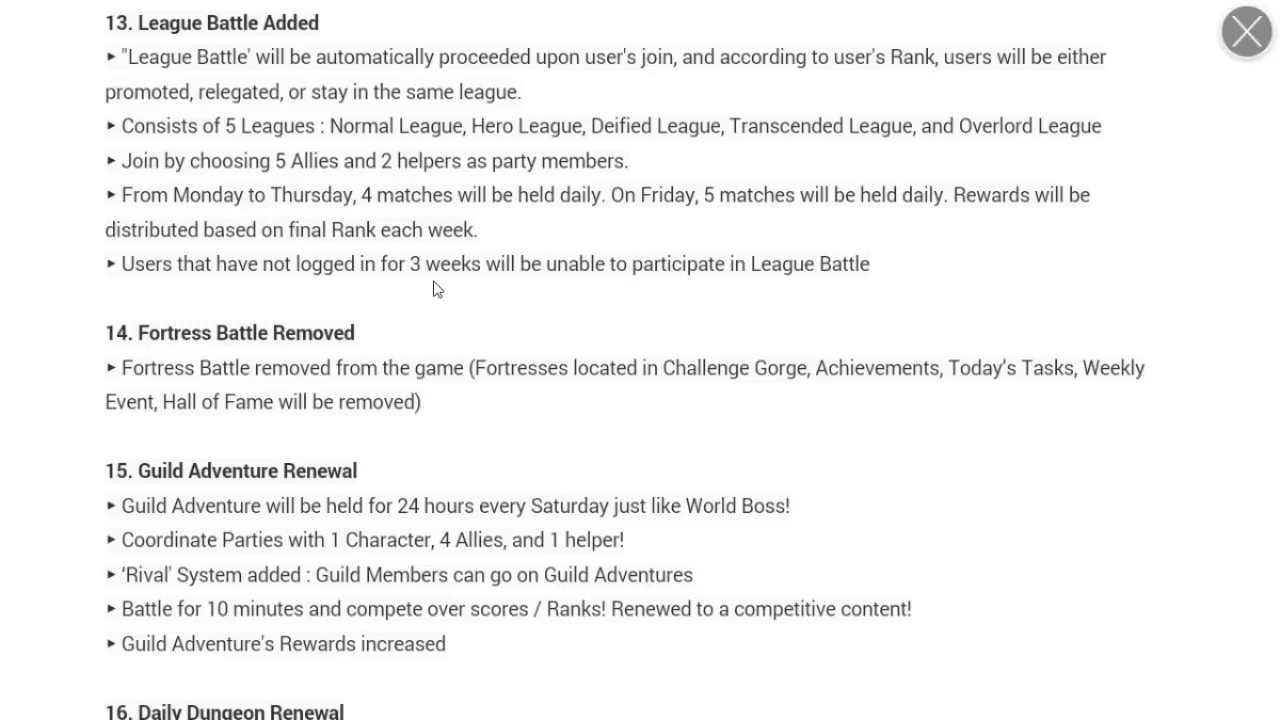 13. League Battle Added
▸ "League Battle' will be automatically proceeded upon user's join, and according to user's Rank, users will be either
promoted, relegated, or stay in the same league.
▸ Consists of 5 Leagues : Normal League, Hero League, Deified League, Transcended League, and Overlord League
▸ Join by choosing 5 Allies and 2 helpers as party members.
▸ From Monday to Thursday, 4 matches will be held daily. On Friday, 5 matches will be held daily. Rewards will be
distributed based on final Rank each week.
▸ Users that have not logged in for 3 weeks will be unable to participate in League Battle
14. Fortress Battle Removed
▸ Fortress Battle removed from the game (Fortresses located in Challenge Gorge, Achievements, Today’s Tasks, Weekly
Event, Hall of Fame will be removed)
15. Guild Adventure Renewal
▸ Guild Adventure will be held for 24 hours every Saturday just like World Boss!
▸ Coordinate Parties with 1 Character, 4 Allies, and 1 helper!
▸ ‘Rival' System added : Guild Members can go on Guild Adventures
▸ Battle for 10 minutes and compete over scores / Ranks! Renewed to a competitive content!
▸ Guild Adventure's Rewards increased
16. Daily Dungeon Renewal